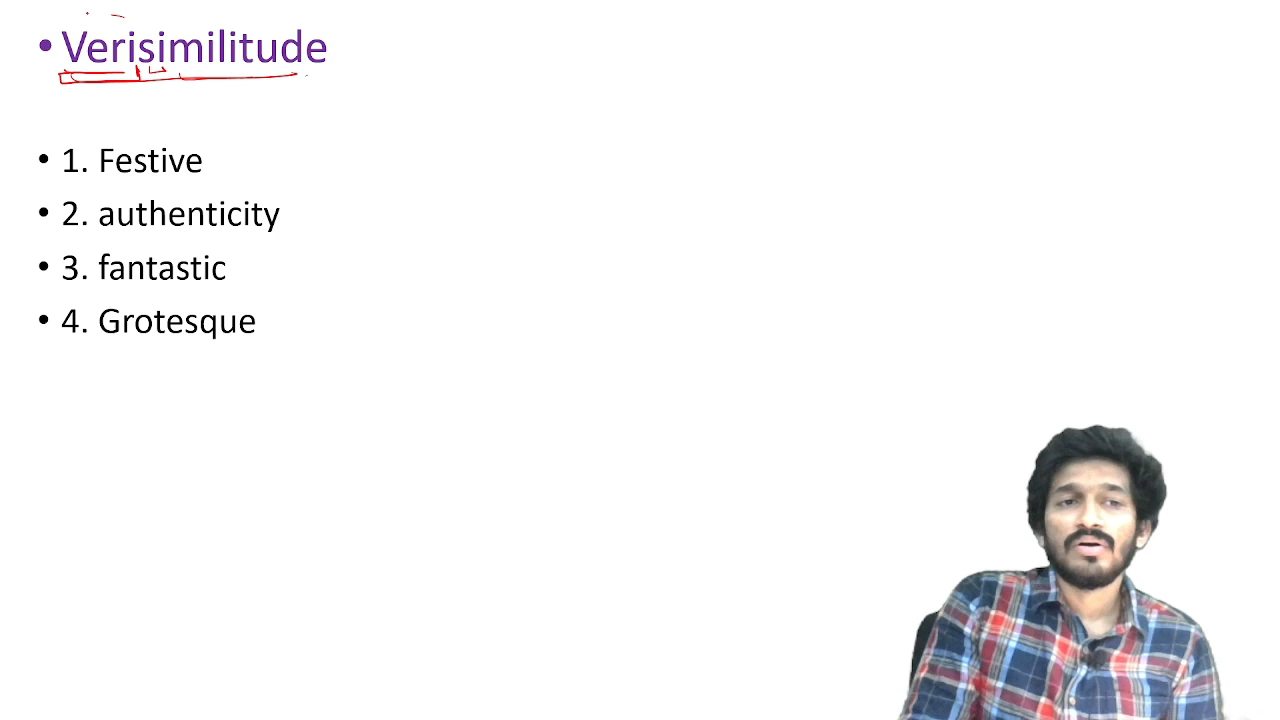 • Verisimilitude
• 1. Festive
• 2. authenticity
• 3. fantastic
• 4. Grotesque